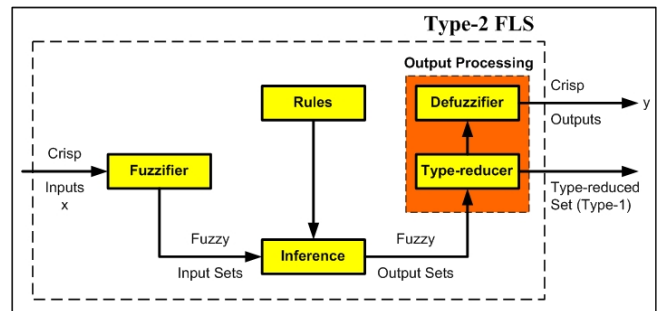 Type-2 FLS
Output Processing
Crisp
Defuzzifier
y
Rules
Outputs
Crisp
Fuzzifier
Type-reducer
Inputs
x
Type-reduced
Set (Type-1)
Fuzzy
Fuzzy
Inference
Input Sets
Output Sets